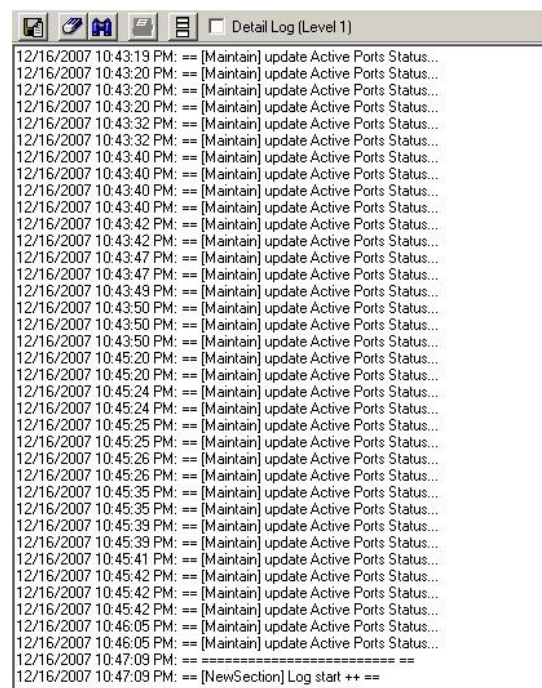 Detail Log (Level 1)
12/16/2007 10:43:19 PM: == [Maintain] update Active Ports Status...
12/16/2007 10:43:20 PM: == [Maintain] update Active Ports Status...
12/16/2007 10:43:20 PM: == [Maintain] update Active Ports Status...
12/16/2007 10:43:20 PM: == [Maintain] update Active Ports Status...
12/16/2007 10:43:32 PM: == [Maintain] update Active Ports Status...
12/16/2007 10:43:32 PM: == [Maintain] update Active Ports Status...
12/16/2007 10:43:40 PM: == [Maintain] update Active Ports Status...
12/16/2007 10:43:40 PM: == [Maintain] update Active Ports Status...
12/16/2007 10:43:40 PM: == [Maintain] update Active Ports Status...
12/16/2007 10:43:40 PM: == [Maintain] update Active Ports Status...
12/16/2007 10:43:42 PM: == [Maintain] update Active Ports Status...
12/16/2007 10:43:42 PM: == [Maintain] update Active Ports Status...
12/16/2007 10:43:47 PM: == [Maintain] update Active Ports Status...
12/16/2007 10:43:47 PM: == [Maintain] update Active Ports Status...
12/16/2007 10:43:49 PM: == [Maintain] update Active Ports Status...
12/16/2007 10:43:50 PM: == [Maintain] update Active Ports Status...
12/16/2007 10:43:50 PM: == [Maintain] update Active Ports Status...
12/16/2007 10:43:50 PM: == [Maintain] update Active Ports Status...
12/16/2007 10:45:20 PM: == [Maintain] update Active Ports Status...
12/16/2007 10:45:20 PM: == [Maintain] update Active Ports Status...
12/16/2007 10:45:24 PM: == [Maintain] update Active Ports Status...
12/16/2007 10:45:24 PM: == [Maintain] update Active Ports Status...
12/16/2007 10:45:25 PM: == [Maintain] update Active Ports Status...
12/16/2007 10:45:25 PM: == [Maintain] update Active Ports Status...
12/16/2007 10:45:26 PM: == [Maintain] update Active Ports Status...
12/16/2007 10:45:26 PM: == [Maintain] update Active Ports Status...
12/16/2007 10:45:35 PM: == [Maintain] update Active Ports Status...
12/16/2007 10:45:35 PM: == [Maintain] update Active Ports Status...
12/16/2007 10:45:39 PM: == [Maintain] update Active Ports Status...
12/16/2007 10:45:39 PM: == [Maintain] update Active Ports Status...
12/16/2007 10:45:41 PM: == [Maintain] update Active Ports Status...
12/16/2007 10:45:42 PM: == [Maintain] update Active Ports Status...
12/16/2007 10:45:42 PM: == [Maintain] update Active Ports Status...
12/16/2007 10:45:42 PM: == [Maintain] update Active Ports Status...
12/16/2007 10:46:05 PM: == [Maintain] update Active Ports Status...
12/16/2007 10:46:05 PM: == [Maintain] update Active Ports Status...
12/16/2007 10:47:09 PM: == ========================= ==
12/16/2007 10:47:09 PM: == [NewSection] Log start ++ ==